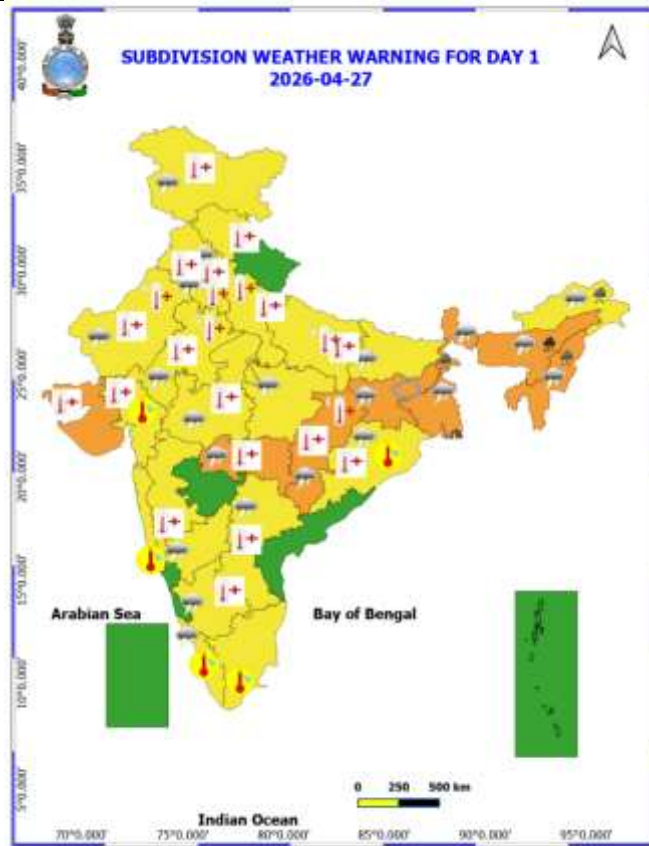 SUBDIVISION WEATHER WARNING FOR DAY 1
2026-04-27
40°0.000'
35°0.000'
30°0.000'
25°0.000'
20°0.000'
15°0.000'
10°0.000'
5°0.000'
Arabian Sea
Bay of Bengal
0 250 500 km
Indian Ocean
70°0.000' 75°0.000' 80°0.000' 85°0.000' 90°0.000' 95°0.000'